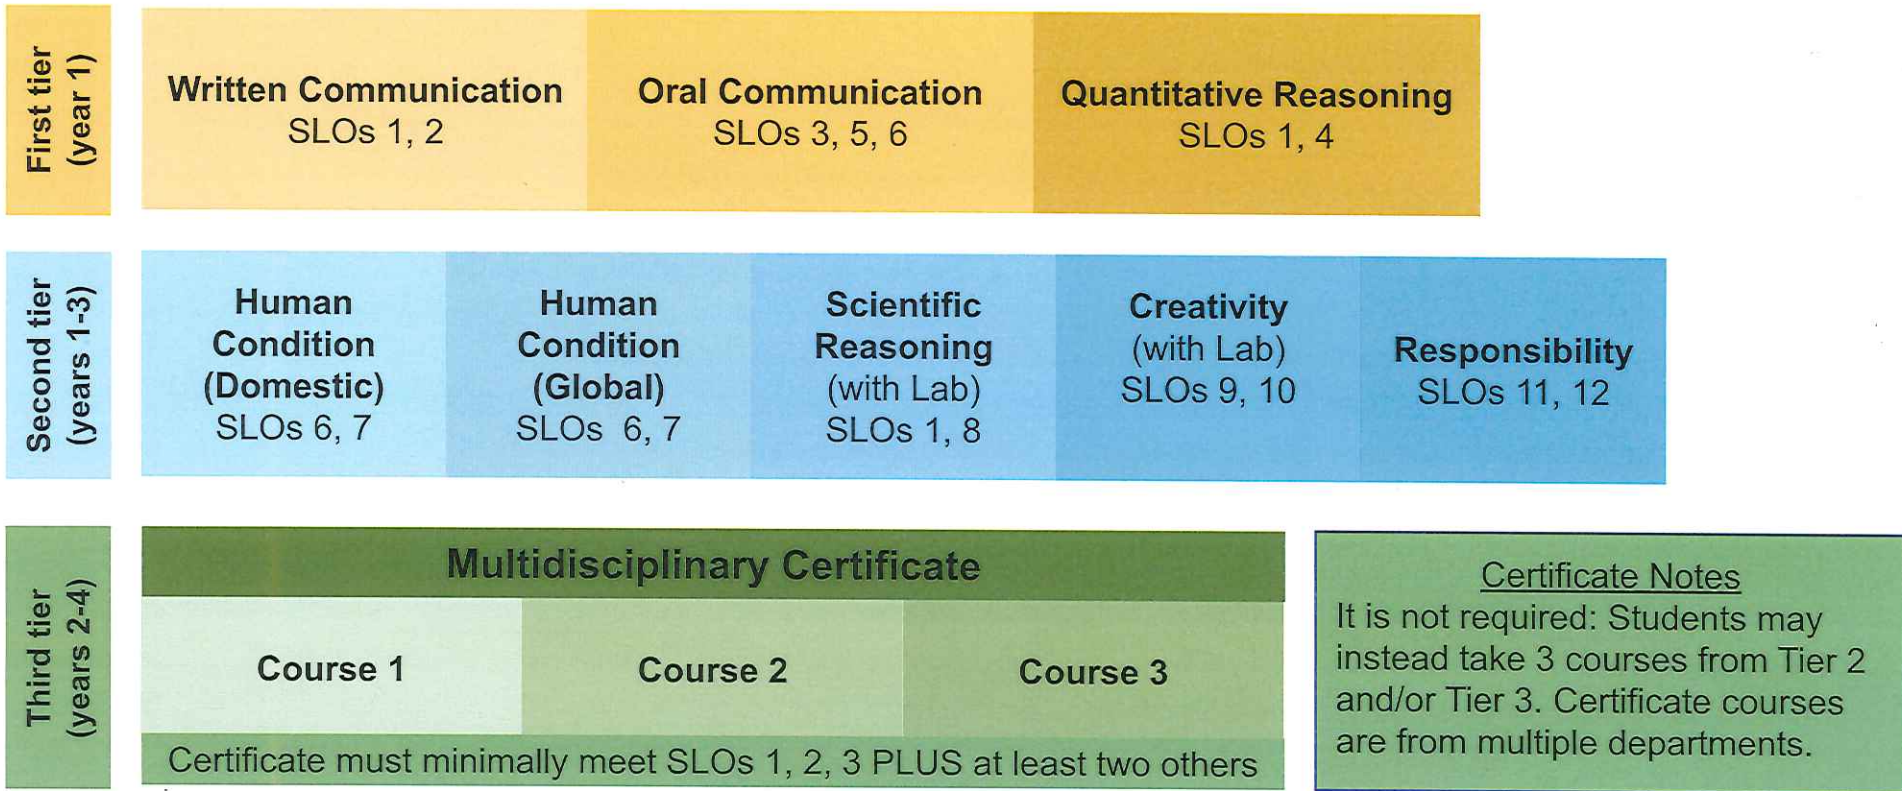 First tier
(year 1)
Written Communication
SLOs 1, 2
Oral Communication
SLOs 3, 5, 6
Quantitative Reasoning
SLOs 1, 4
Second tier
(years 1-3)
Human
Condition
(Domestic)
SLOs 6, 7
Human
Condition
(Global)
SLOs 6, 7
Scientific
Reasoning
(with Lab)
SLOs 1, 8
Creativity
(with Lab)
SLOs 9, 10
Responsibility
SLOs 11, 12
Third tier
(years 2-4)
Multidisciplinary Certificate
Course 1
Course 2
Course 3
Certificate must minimally meet SLOs 1, 2, 3 PLUS at least two others
Certificate Notes
It is not required: Students may
instead take 3 courses from Tier 2
and/or Tier 3. Certificate courses
are from multiple departments.